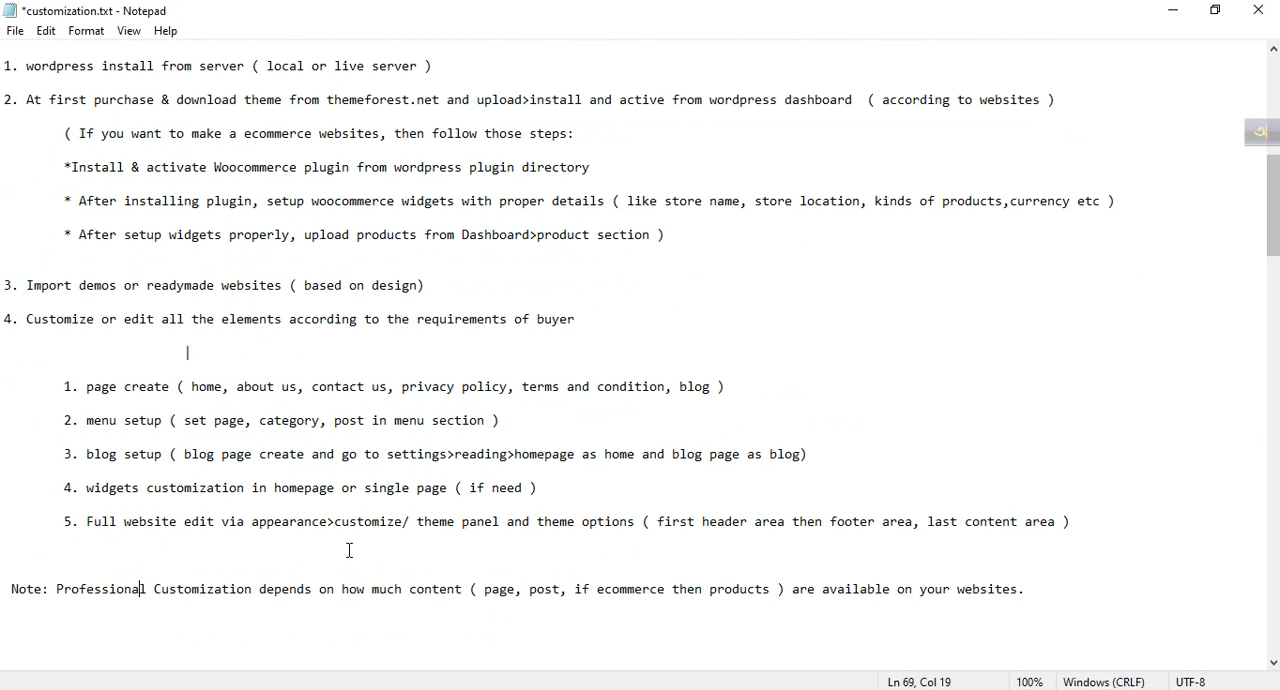 *customization.txt - Notepad
File Edit Format View Help
1. wordpress install from server ( local or live server )
2. At first purchase & download theme from themeforest.net and upload>install and active from wordpress dashboard  ( according to websites )
( If you want to make a ecommerce websites, then follow those steps:
*Install & activate Woocommerce plugin from wordpress plugin directory
* After installing plugin, setup woocommerce widgets with proper details ( like store name, store location, kinds of products,currency etc )
* After setup widgets properly, upload products from Dashboard>product section )
3. Import demos or readymade websites ( based on design)
4. Customize or edit all the elements according to the requirements of buyer
|
1. page create ( home, about us, contact us, privacy policy, terms and condition, blog )
2. menu setup ( set page, category, post in menu section )
3. blog setup ( blog page create and go to settings>reading>homepage as home and blog page as blog)
4. widgets customization in homepage or single page ( if need )
5. Full website edit via appearance>customize/ theme panel and theme options ( first header area then footer area, last content area )
Note: Professional Customization depends on how much content ( page, post, if ecommerce then products ) are available on your websites.
Ln 69, Col 19 100% Windows (CRLF) UTF-8